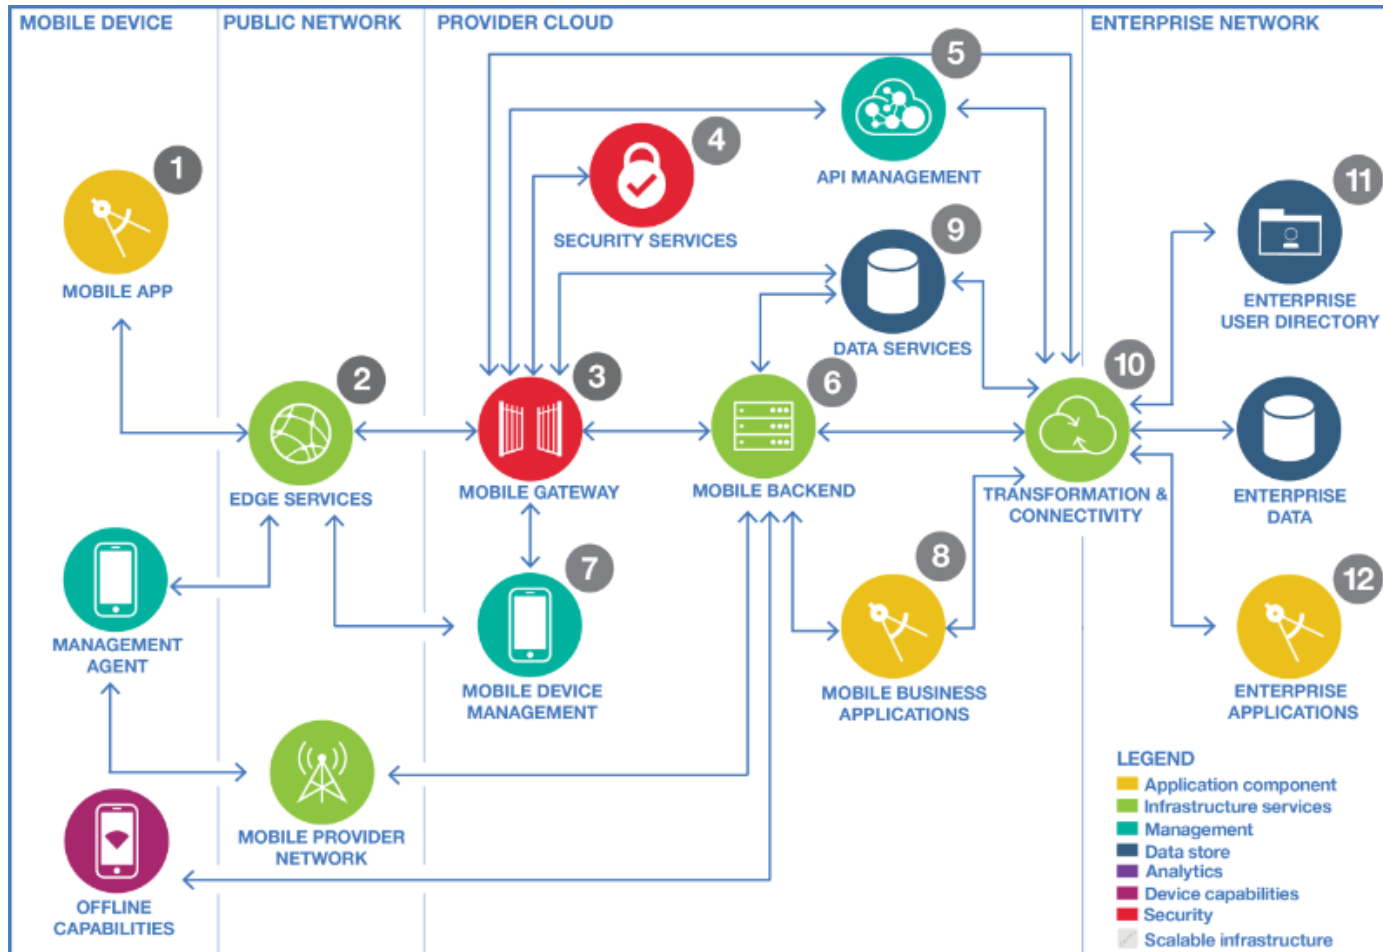 MOBILE DEVICE
PUBLIC NETWORK
PROVIDER CLOUD
ENTERPRISE NETWORK
5
API MANAGEMENT
4
SECURITY SERVICES
1
MOBILE APP
11
ENTERPRISE
USER DIRECTORY
9
DATA SERVICES
2
EDGE SERVICES
3
MOBILE GATEWAY
6
MOBILE BACKEND
10
TRANSFORMATION &
CONNECTIVITY
ENTERPRISE
DATA
MANAGEMENT
AGENT
7
MOBILE DEVICE
MANAGEMENT
8
MOBILE BUSINESS
APPLICATIONS
12
ENTERPRISE
APPLICATIONS
MOBILE PROVIDER
NETWORK
OFFLINE
CAPABILITIES
LEGEND
Application component
Infrastructure services
Management
Data store
Analytics
Device capabilities
Security
Scalable infrastructure